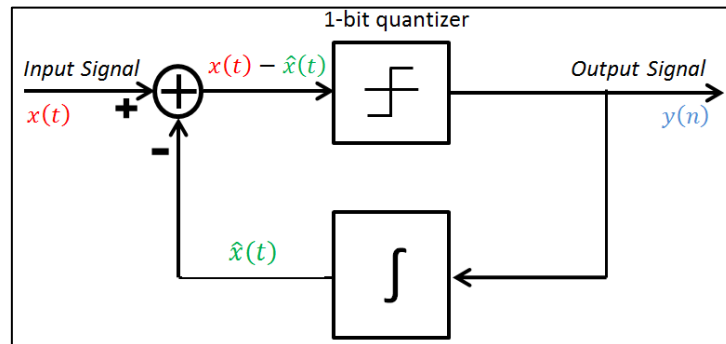 1-bit quantizer
Input Signal
x(t) − x̂(t)
Output Signal
x(t)
+
y(n)
−
x̂(t)
∫